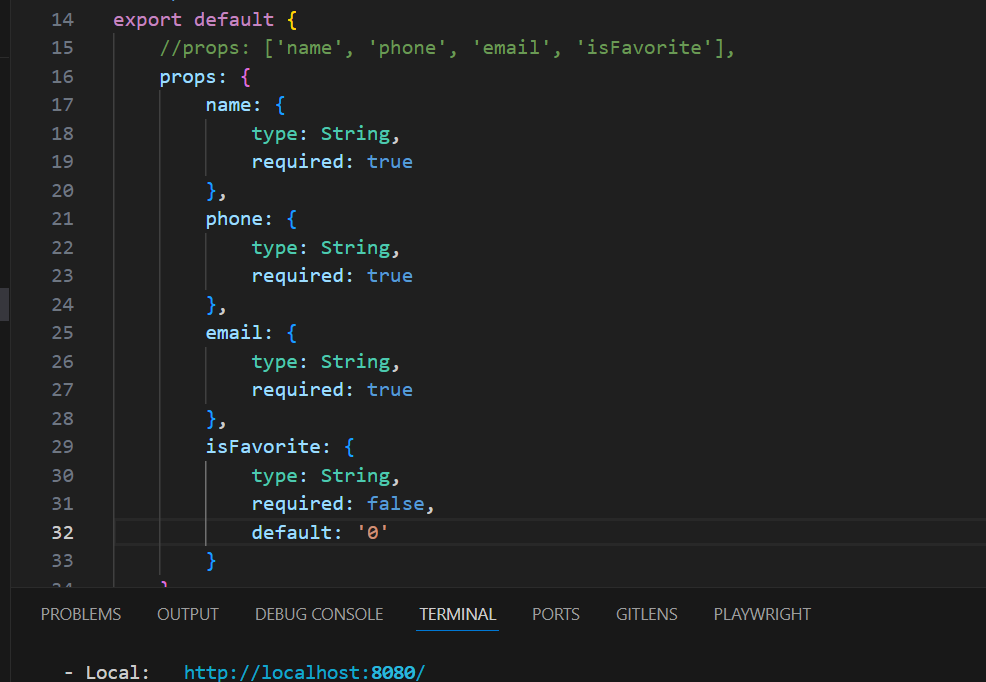 14 export default {
15 //props: ['name', 'phone', 'email', 'isFavorite'],
16 props: {
17 name: {
18 type: String,
19 required: true
20 },
21 phone: {
22 type: String,
23 required: true
24 },
25 email: {
26 type: String,
27 required: true
28 },
29 isFavorite: {
30 type: String,
31 required: false,
32 default: '0'
33 }
PROBLEMS OUTPUT DEBUG CONSOLE TERMINAL PORTS GITLENS PLAYWRIGHT
- Local: http://localhost:8080/